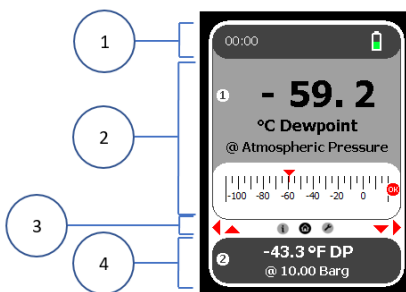 1
00:00
2
1
- 59. 2
°C Dewpoint
@ Atmospheric Pressure
-100 -80 -60 -40 -20 0
OK
3
i
4
2
-43.3 °F DP
@ 10.00 Barg